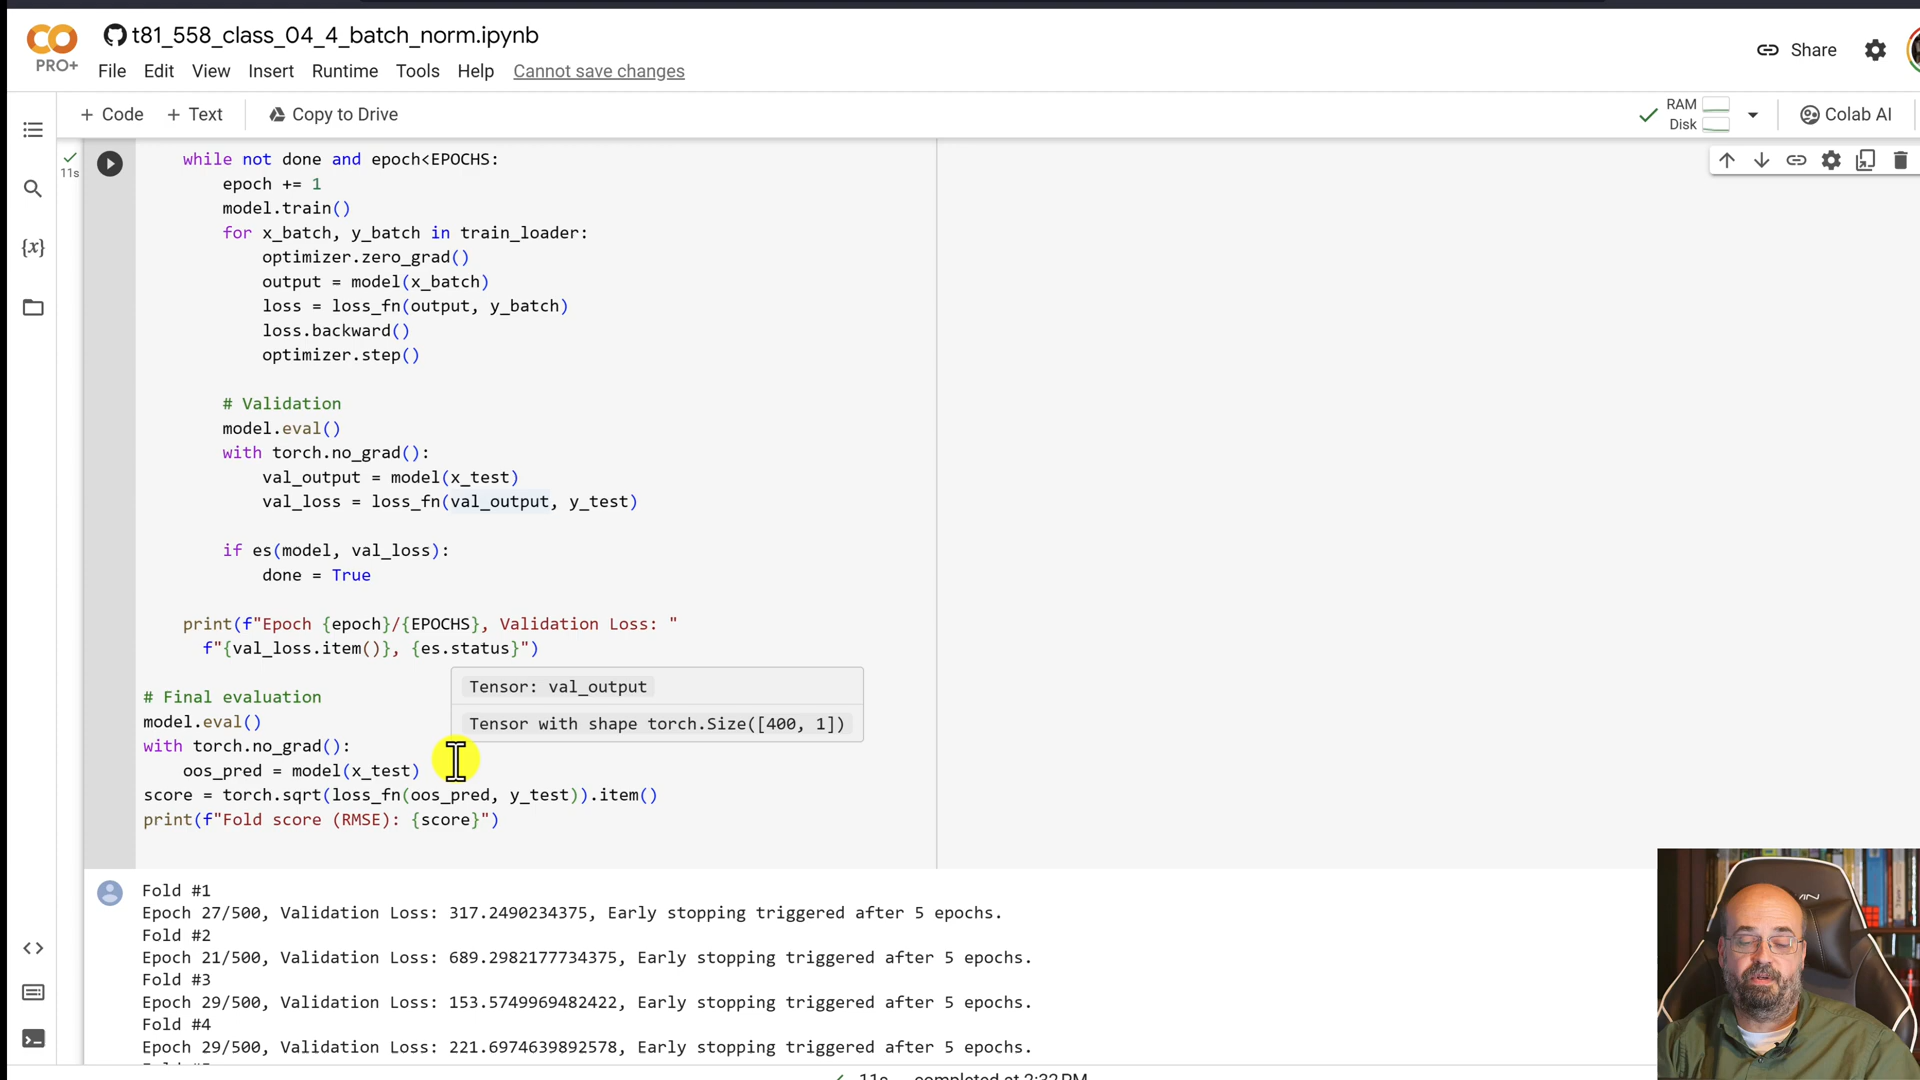 t81_558_class_04_4_batch_norm.ipynb
PRO+
File Edit View Insert Runtime Tools Help Cannot save changes
Share
+ Code + Text Copy to Drive
RAM
Disk
Colab AI
11s
while not done and epoch<EPOCHS:
epoch += 1
model.train()
for x_batch, y_batch in train_loader:
optimizer.zero_grad()
output = model(x_batch)
loss = loss_fn(output, y_batch)
loss.backward()
optimizer.step()
# Validation
model.eval()
with torch.no_grad():
val_output = model(x_test)
val_loss = loss_fn(val_output, y_test)
if es(model, val_loss):
done = True
print(f"Epoch {epoch}/{EPOCHS}, Validation Loss: "
f"{val_loss.item()}, {es.status}")
Tensor: val_output
Tensor with shape torch.Size([400, 1])
# Final evaluation
model.eval()
with torch.no_grad():
oos_pred = model(x_test)
score = torch.sqrt(loss_fn(oos_pred, y_test)).item()
print(f"Fold score (RMSE): {score}")
Fold #1
Epoch 27/500, Validation Loss: 317.2490234375, Early stopping triggered after 5 epochs.
Fold #2
Epoch 21/500, Validation Loss: 689.2982177734375, Early stopping triggered after 5 epochs.
Fold #3
Epoch 29/500, Validation Loss: 153.5749969482422, Early stopping triggered after 5 epochs.
Fold #4
Epoch 29/500, Validation Loss: 221.6974639892578, Early stopping triggered after 5 epochs.
11s completed at 2:32 PM